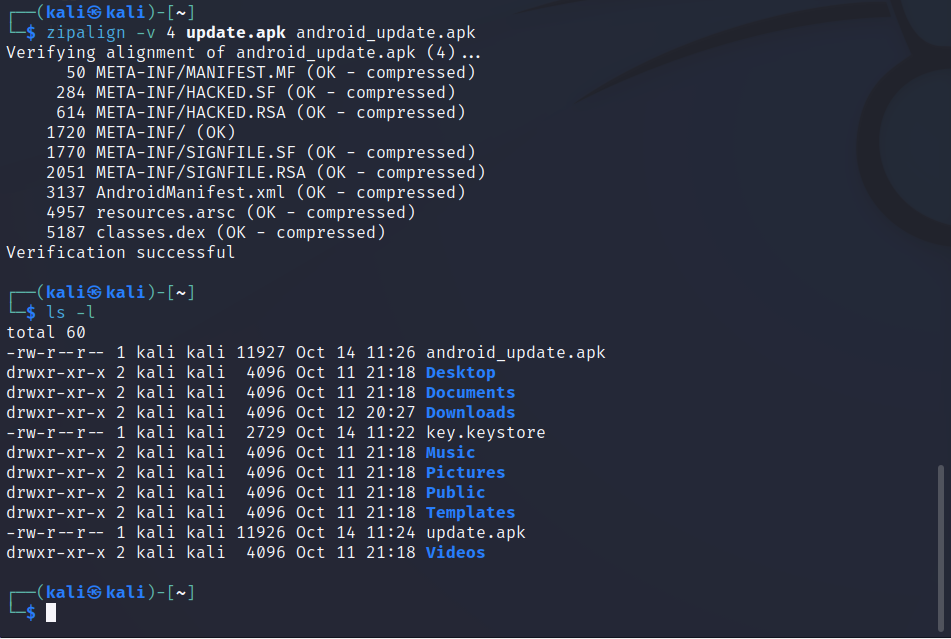 ┌──(kali㉿kali)-[~]
└─$ zipalign -v 4 update.apk android_update.apk
Verifying alignment of android_update.apk (4)...
      50 META-INF/MANIFEST.MF (OK - compressed)
     284 META-INF/HACKED.SF (OK - compressed)
     614 META-INF/HACKED.RSA (OK - compressed)
    1720 META-INF/ (OK)
    1770 META-INF/SIGNFILE.SF (OK - compressed)
    2051 META-INF/SIGNFILE.RSA (OK - compressed)
    3137 AndroidManifest.xml (OK - compressed)
    4957 resources.arsc (OK - compressed)
    5187 classes.dex (OK - compressed)
Verification successful
┌──(kali㉿kali)-[~]
└─$ ls -l
total 60
-rw-r--r-- 1 kali kali 11927 Oct 14 11:26 android_update.apk
drwxr-xr-x 2 kali kali  4096 Oct 11 21:18 Desktop
drwxr-xr-x 2 kali kali  4096 Oct 11 21:18 Documents
drwxr-xr-x 2 kali kali  4096 Oct 12 20:27 Downloads
-rw-r--r-- 1 kali kali  2729 Oct 14 11:22 key.keystore
drwxr-xr-x 2 kali kali  4096 Oct 11 21:18 Music
drwxr-xr-x 2 kali kali  4096 Oct 11 21:18 Pictures
drwxr-xr-x 2 kali kali  4096 Oct 11 21:18 Public
drwxr-xr-x 2 kali kali  4096 Oct 11 21:18 Templates
-rw-r--r-- 1 kali kali 11926 Oct 14 11:24 update.apk
drwxr-xr-x 2 kali kali  4096 Oct 11 21:18 Videos
┌──(kali㉿kali)-[~]
└─$